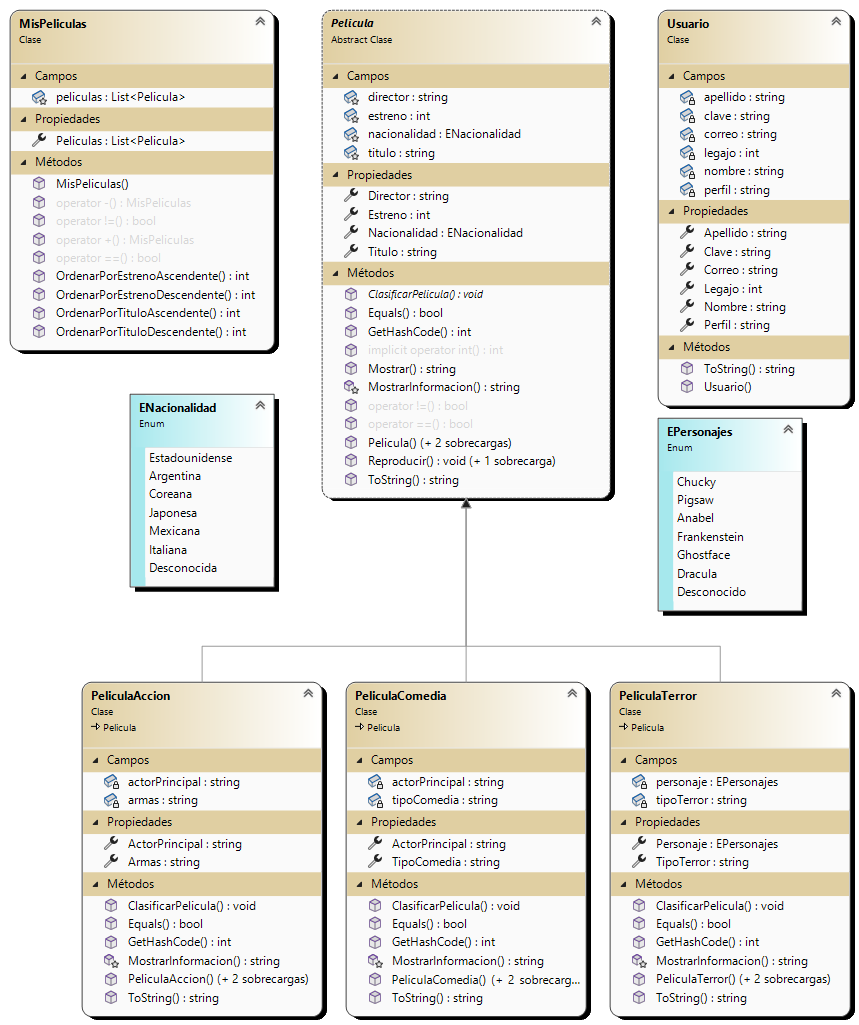 MisPeliculas
Clase
Campos
peliculas : List<Pelicula>
Propiedades
Peliculas : List<Pelicula>
Métodos
MisPeliculas()
operator -() : MisPeliculas
operator !=() : bool
operator +() : MisPeliculas
operator ==() : bool
OrdenarPorEstrenoAscendente() : int
OrdenarPorEstrenoDescendente() : int
OrdenarPorTituloAscendente() : int
OrdenarPorTituloDescendente() : int
Pelicula
Abstract Clase
Campos
director : string
estreno : int
nacionalidad : ENacionalidad
titulo : string
Propiedades
Director : string
Estreno : int
Nacionalidad : ENacionalidad
Titulo : string
Métodos
ClasificarPelicula() : void
Equals() : bool
GetHashCode() : int
implicit operator int() : int
Mostrar() : string
MostrarInformacion() : string
operator !=() : bool
operator ==() : bool
Pelicula() (+ 2 sobrecargas)
Reproducir() : void (+ 1 sobrecarga)
ToString() : string
Usuario
Clase
Campos
apellido : string
clave : string
correo : string
legajo : int
nombre : string
perfil : string
Propiedades
Apellido : string
Clave : string
Correo : string
Legajo : int
Nombre : string
Perfil : string
Métodos
ToString() : string
Usuario()
ENacionalidad
Enum
Estadounidense
Argentina
Coreana
Japonesa
Mexicana
Italiana
Desconocida
EPersonajes
Enum
Chucky
Pigsaw
Anabel
Frankenstein
Ghostface
Dracula
Desconocido
PeliculaAccion
Clase
Pelicula
Campos
actorPrincipal : string
armas : string
Propiedades
ActorPrincipal : string
Armas : string
Métodos
ClasificarPelicula() : void
Equals() : bool
GetHashCode() : int
MostrarInformacion() : string
PeliculaAccion() (+ 2 sobrecargas)
ToString() : string
PeliculaComedia
Clase
Pelicula
Campos
actorPrincipal : string
tipoComedia : string
Propiedades
ActorPrincipal : string
TipoComedia : string
Métodos
ClasificarPelicula() : void
Equals() : bool
GetHashCode() : int
MostrarInformacion() : string
PeliculaComedia() (+ 2 sobrecarg...
ToString() : string
PeliculaTerror
Clase
Pelicula
Campos
personaje : EPersonajes
tipoTerror : string
Propiedades
Personaje : EPersonajes
TipoTerror : string
Métodos
ClasificarPelicula() : void
Equals() : bool
GetHashCode() : int
MostrarInformacion() : string
PeliculaTerror() (+ 2 sobrecargas)
ToString() : string